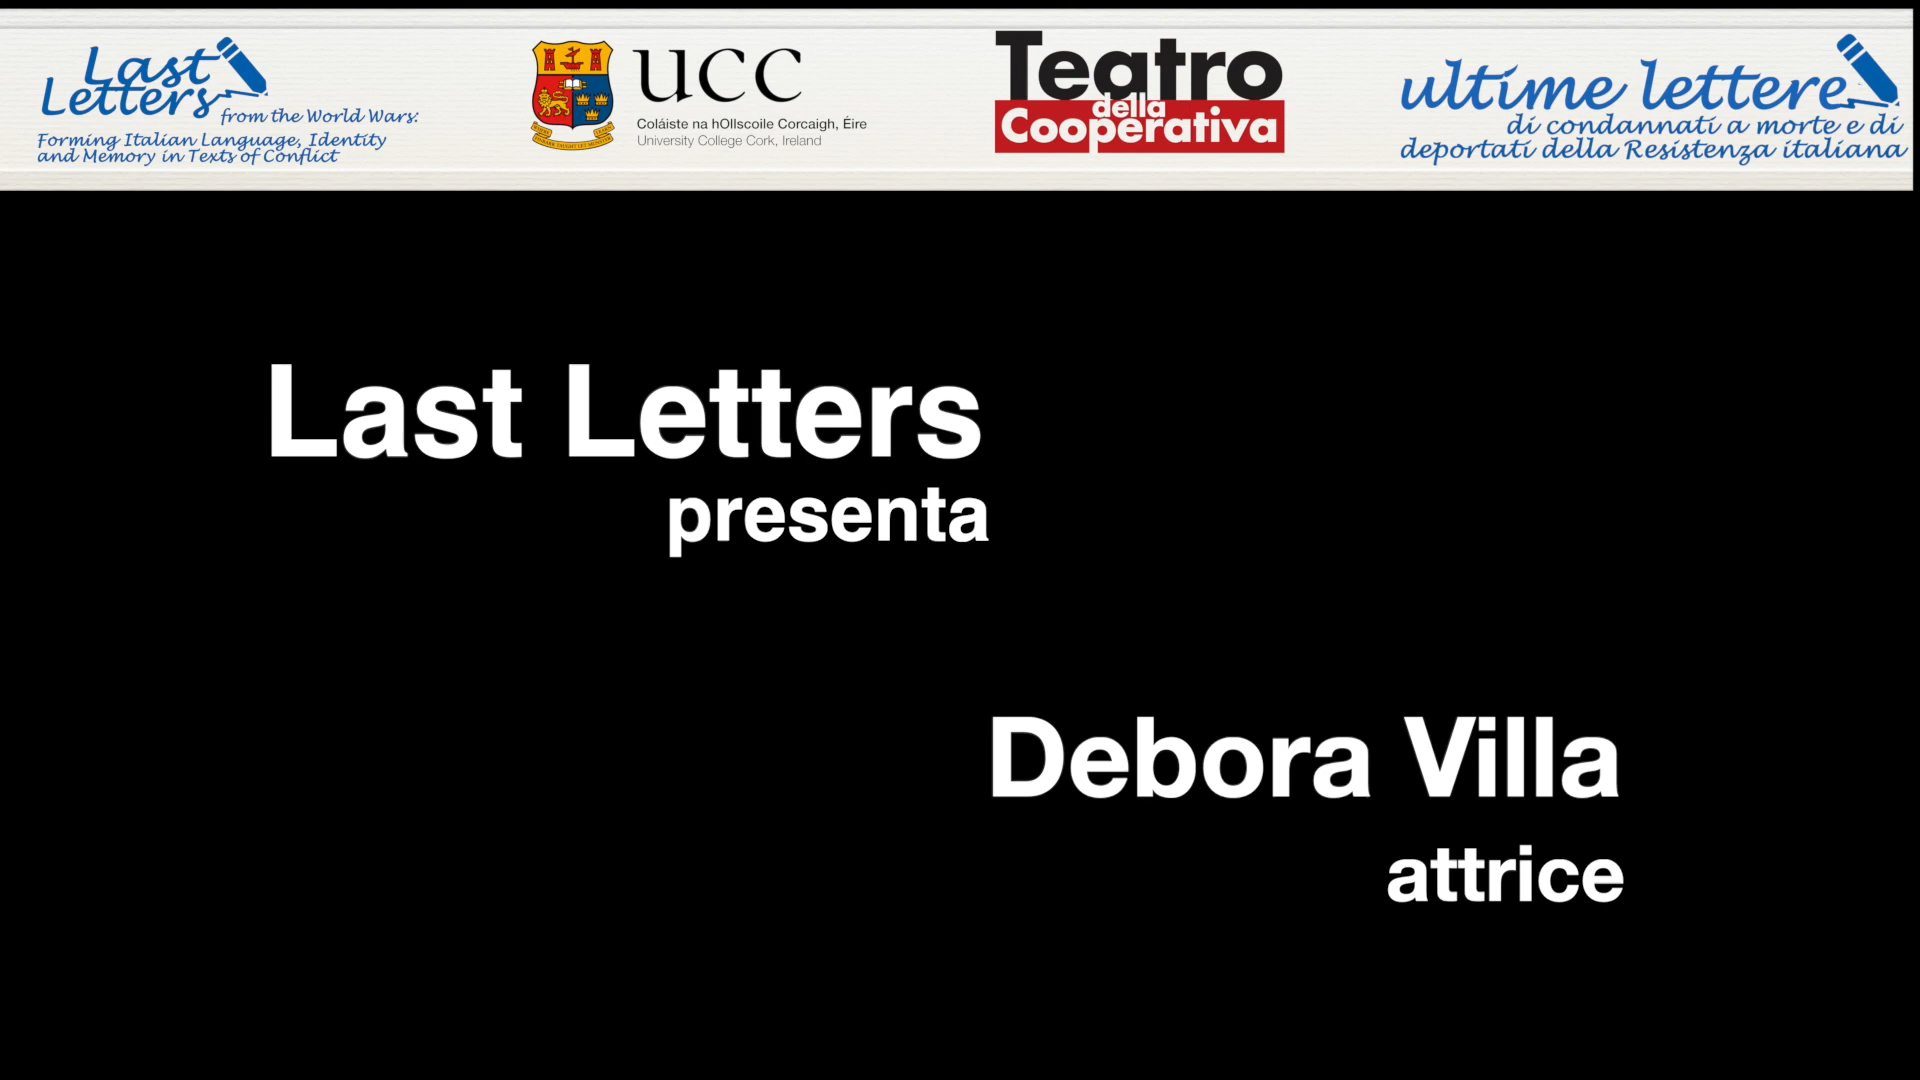 Last
Letters
from the World Wars:
Forming Italian Language, Identity
and Memory in Texts of Conflict
UCC
Coláiste na hOllscoile Corcaigh, Éire
University College Cork, Ireland
Teatro
della
Cooperativa
ultime lettere
di condannati a morte e di
deportati della Resistenza italiana
Last Letters
presenta
Debora Villa
attrice